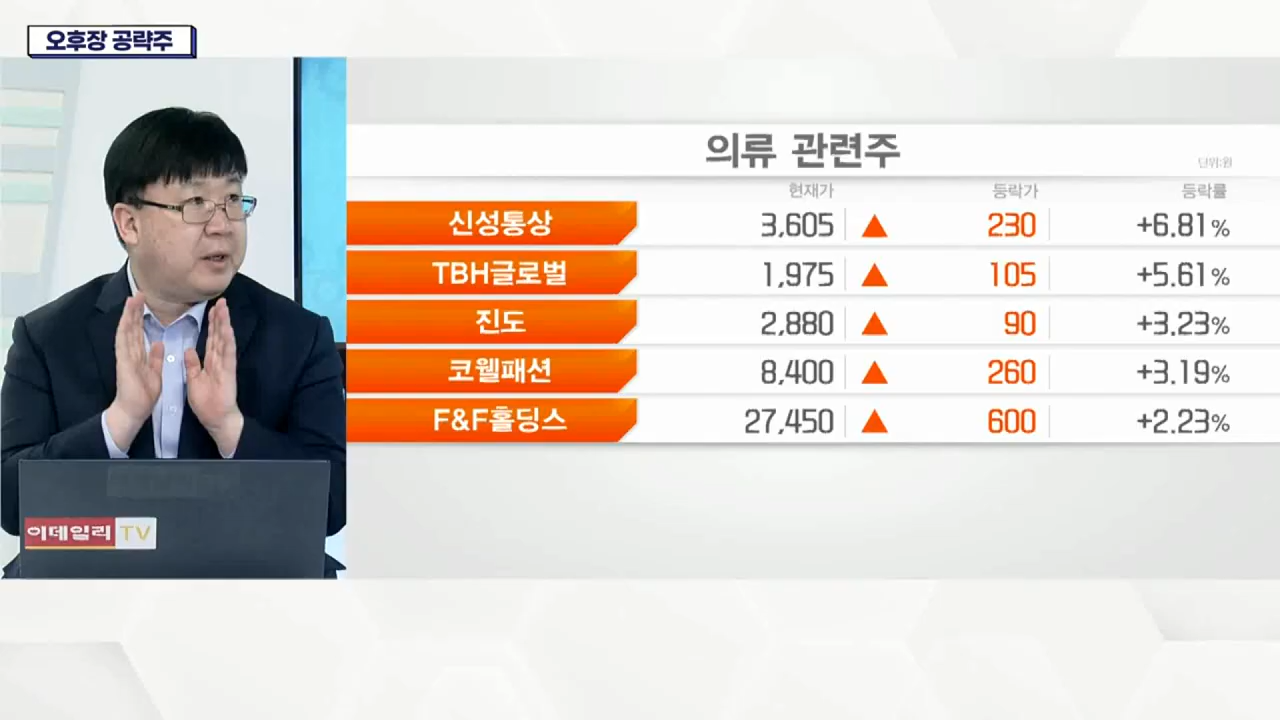 오후장 공략주
의류 관련주
단위:원
현재가 등락가 등락률
신성통상 3,605 ▲ 230 +6.81%
TBH글로벌 1,975 ▲ 105 +5.61%
진도 2,880 ▲ 90 +3.23%
코웰패션 8,400 ▲ 260 +3.19%
F&F홀딩스 27,450 ▲ 600 +2.23%
이데일리 TV